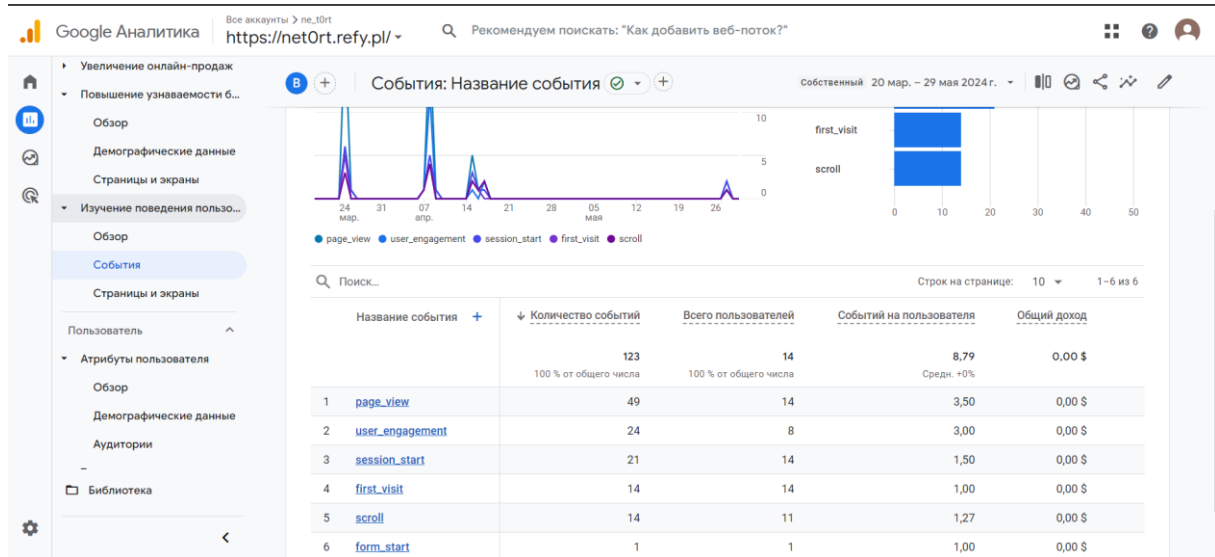 Google Аналитика
Все аккаунты > ne_t0rt
https://net0rt.refy.pl/
Рекомендуем поискать: "Как добавить веб-поток?"
Увеличение онлайн-продаж
Повышение узнаваемости б...
Обзор
Демографические данные
Страницы и экраны
Изучение поведения пользо...
Обзор
События
Страницы и экраны
Пользователь
Атрибуты пользователя
Обзор
Демографические данные
Аудитории
Библиотека
B
События: Название события
Собственный 20 мар. – 29 мая 2024 г.
10
5
0
24 мар.
31
07 апр.
14
21
28
05 мая
12
19
26
page_view user_engagement session_start first_visit scroll
first_visit
scroll
0 10 20 30 40 50
Поиск...
Строк на странице: 10 1–6 из 6
Название события + Количество событий Всего пользователей Событий на пользователя Общий доход
123 14 8,79 0,00 $
100 % от общего числа 100 % от общего числа Средн. +0%
1 page_view 49 14 3,50 0,00 $
2 user_engagement 24 8 3,00 0,00 $
3 session_start 21 14 1,50 0,00 $
4 first_visit 14 14 1,00 0,00 $
5 scroll 14 11 1,27 0,00 $
6 form_start 1 1 1,00 0,00 $